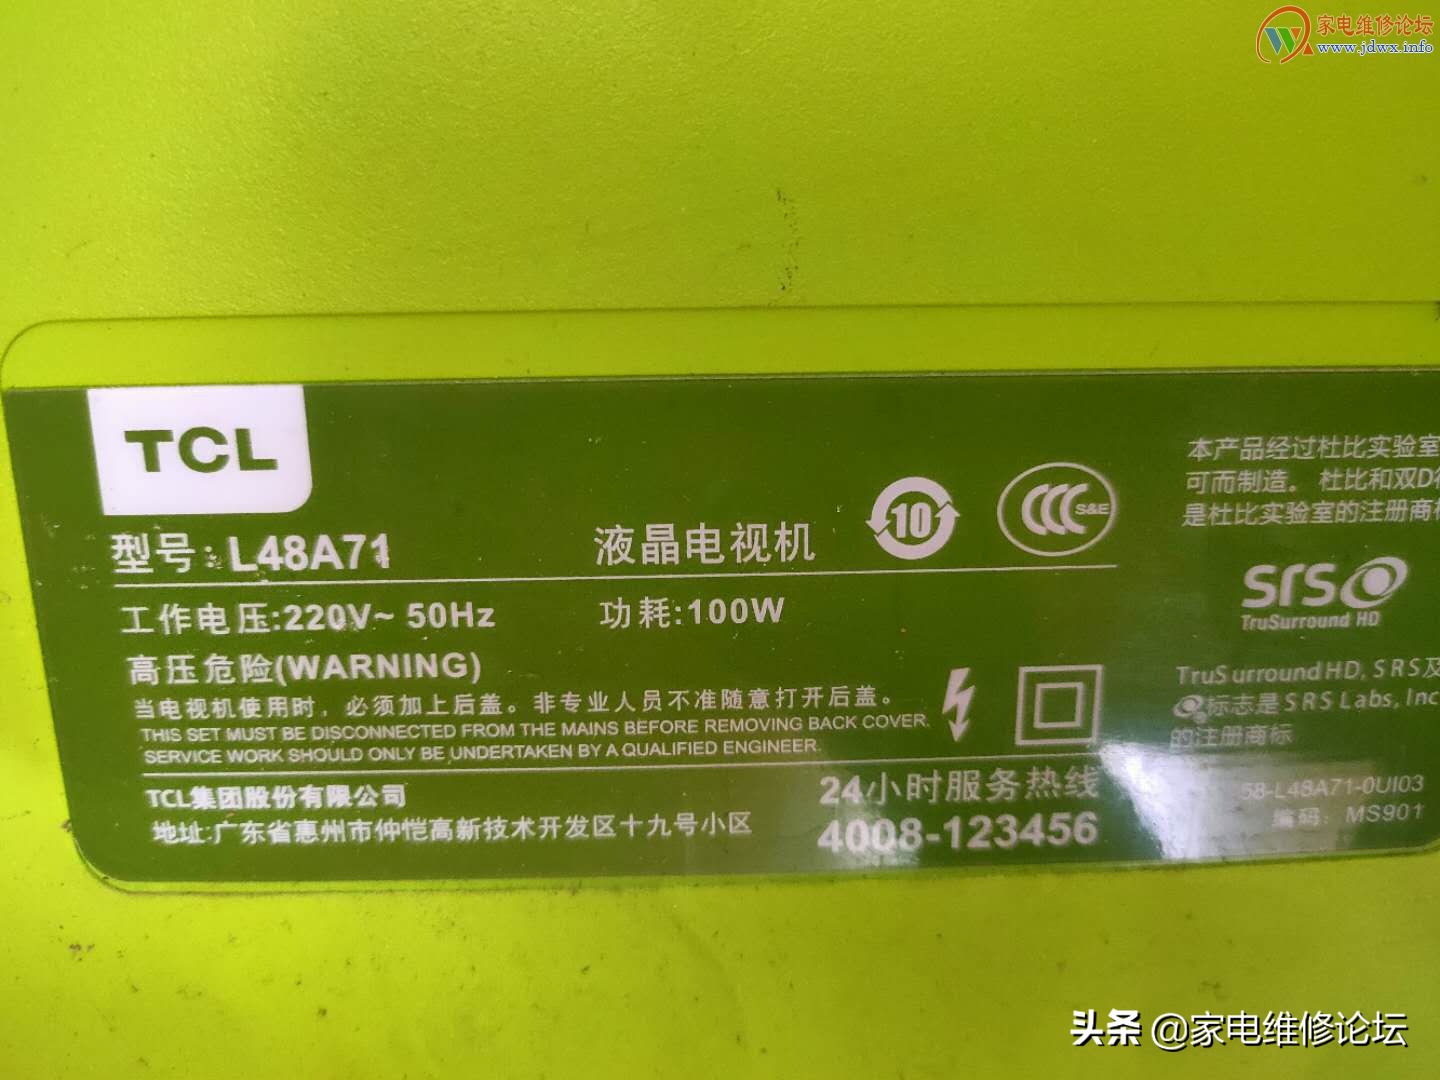 家电维修论坛
www.jdwx.info
TCL
型号:L48A71
液晶电视机
10
CCC S&E
工作电压:220V~ 50Hz
功耗:100W
高压危险(WARNING)
当电视机使用时，必须加上后盖。非专业人员不准随意打开后盖。
THIS SET MUST BE DISCONNECTED FROM THE MAINS BEFORE REMOVING BACK COVER.
SERVICE WORK SHOULD ONLY BE UNDERTAKEN BY A QUALIFIED ENGINEER.
TCL集团股份有限公司
地址:广东省惠州市仲恺高新技术开发区十九号小区
24小时服务热线
4008-123456
本产品经过杜比实验室
可而制造。杜比和双D
是杜比实验室的注册商
SRS
TruSurround HD
TruSurround HD, SRS及
标志是SRS Labs, Inc
的注册商标
58-L48A71-0UI03
编码: MS901
头条 @家电维修论坛